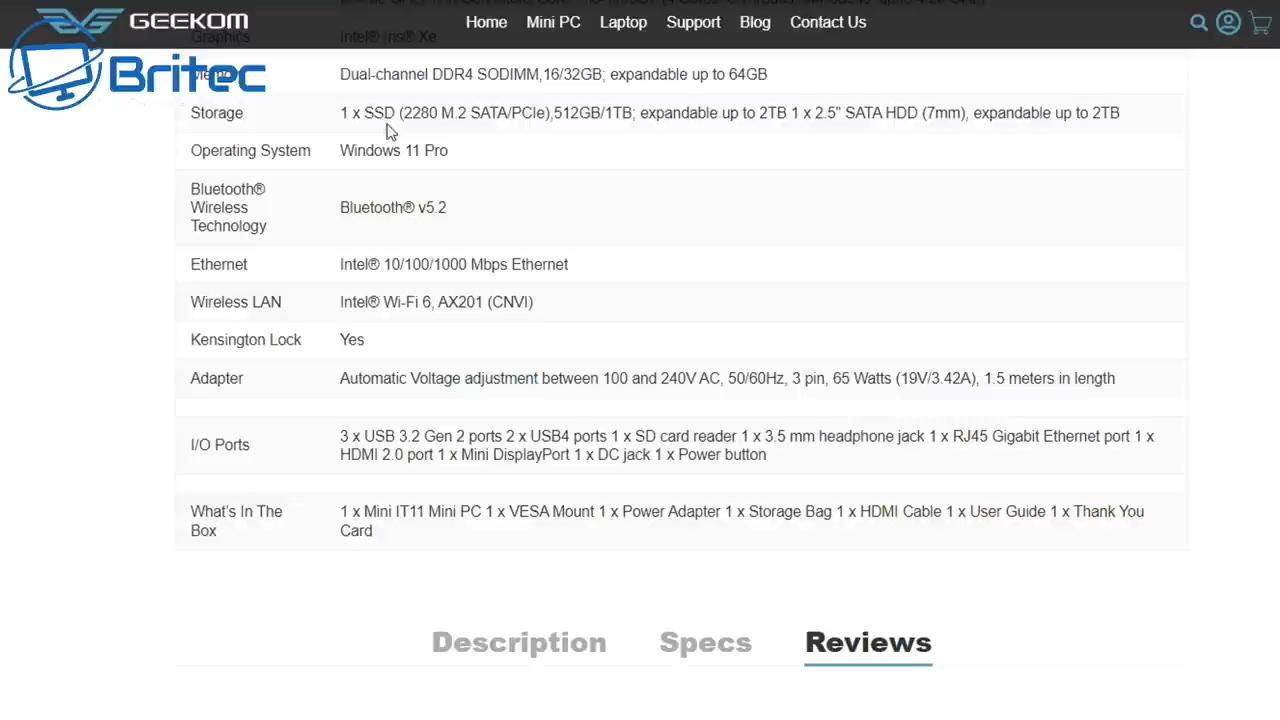 GEEKOM
Home Mini PC Laptop Support Blog Contact Us
Graphics
Britec
Dual-channel DDR4 SODIMM,16/32GB; expandable up to 64GB
Storage 1 x SSD (2280 M.2 SATA/PCIe),512GB/1TB; expandable up to 2TB 1 x 2.5" SATA HDD (7mm), expandable up to 2TB
Operating System Windows 11 Pro
Bluetooth®
Wireless Bluetooth® v5.2
Technology
Ethernet Intel® 10/100/1000 Mbps Ethernet
Wireless LAN Intel® Wi-Fi 6, AX201 (CNVI)
Kensington Lock Yes
Adapter Automatic Voltage adjustment between 100 and 240V AC, 50/60Hz, 3 pin, 65 Watts (19V/3.42A), 1.5 meters in length
I/O Ports 3 x USB 3.2 Gen 2 ports 2 x USB4 ports 1 x SD card reader 1 x 3.5 mm headphone jack 1 x RJ45 Gigabit Ethernet port 1 x
HDMI 2.0 port 1 x Mini DisplayPort 1 x DC jack 1 x Power button
What's In The 1 x Mini IT11 Mini PC 1 x VESA Mount 1 x Power Adapter 1 x Storage Bag 1 x HDMI Cable 1 x User Guide 1 x Thank You
Box Card
Description Specs Reviews